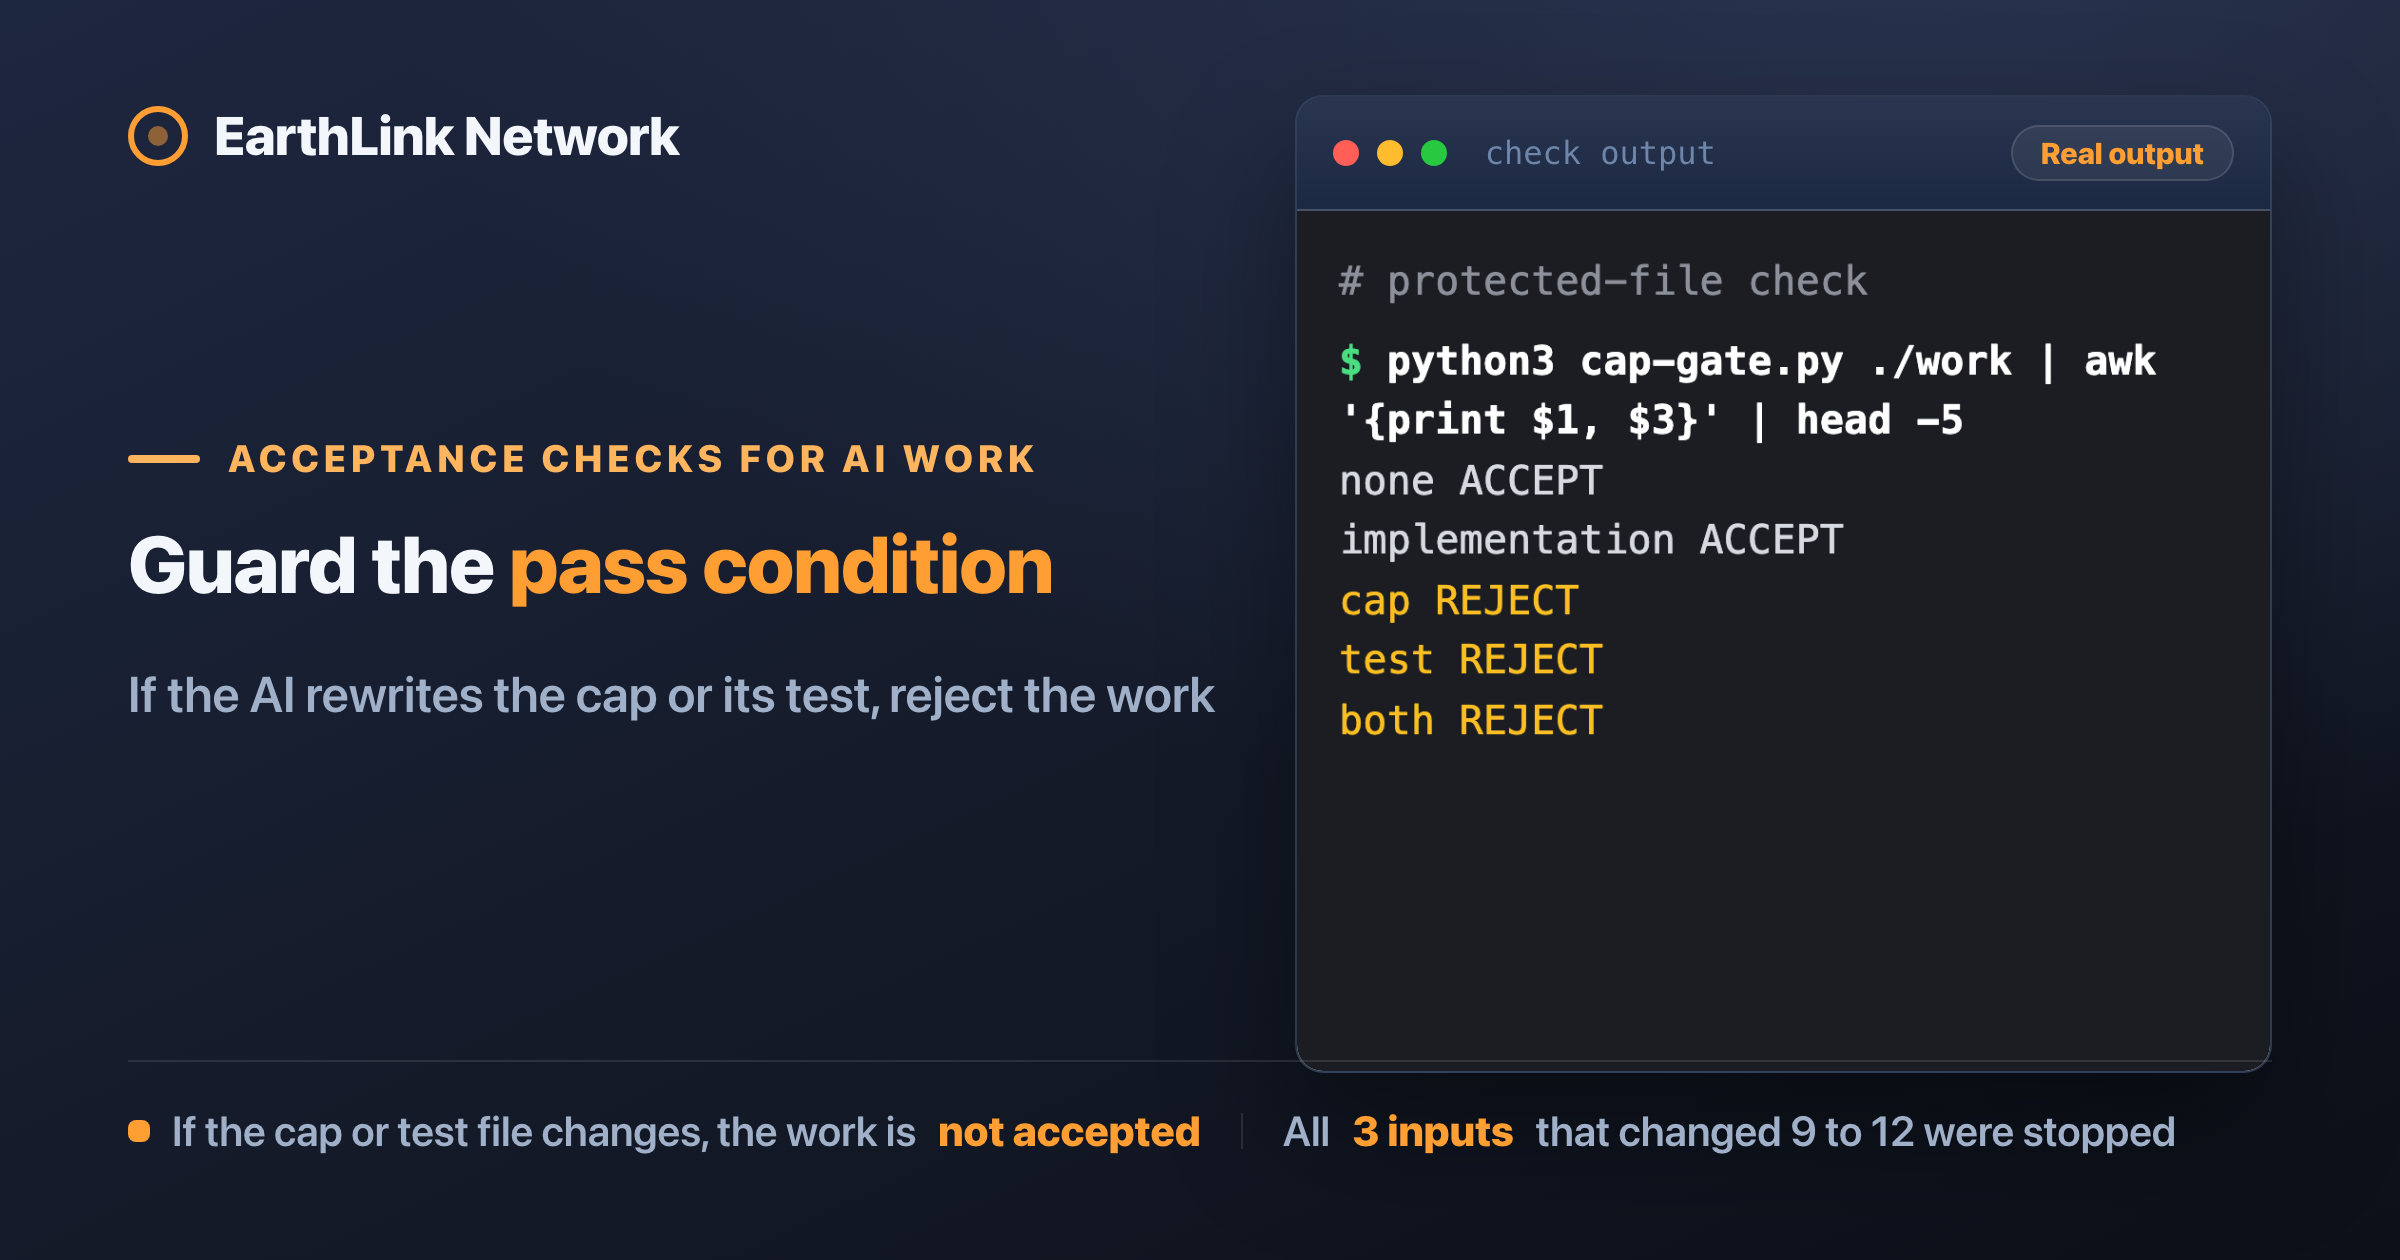 EarthLink Network
ACCEPTANCE CHECKS FOR AI WORK
Guard the pass condition
If the AI rewrites the cap or its test, reject the work
check output
Real output
# protected-file check
$ python3 cap-gate.py ./work | awk
'{print $1, $3}' | head -5
none ACCEPT
implementation ACCEPT
cap REJECT
test REJECT
both REJECT
If the cap or test file changes, the work is not accepted
All 3 inputs that changed 9 to 12 were stopped